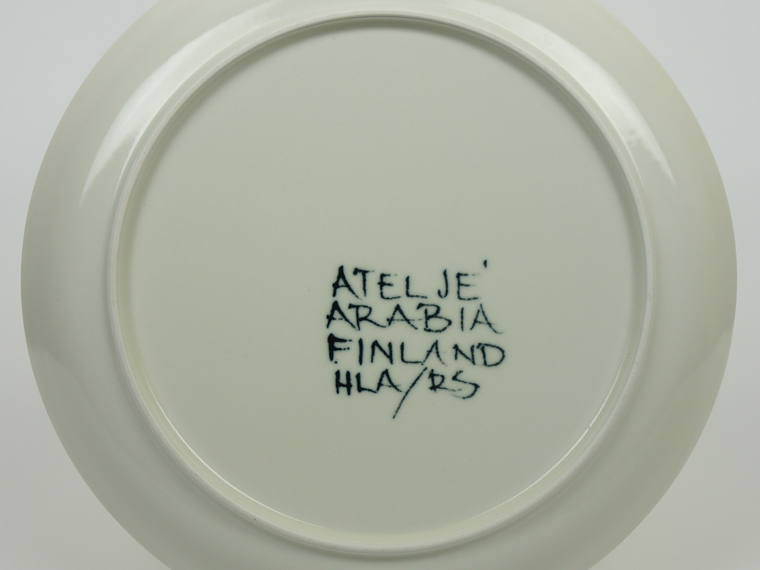 ATELJE'
ARABIA
FINLAND
HLA/RS